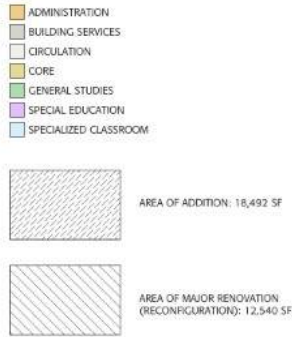 ADMINISTRATION
BUILDING SERVICES
CIRCULATION
CORE
GENERAL STUDIES
SPECIAL EDUCATION
SPECIALIZED CLASSROOM
AREA OF ADDITION: 18,492 SF
AREA OF MAJOR RENOVATION
(RECONFIGURATION): 12,540 SF